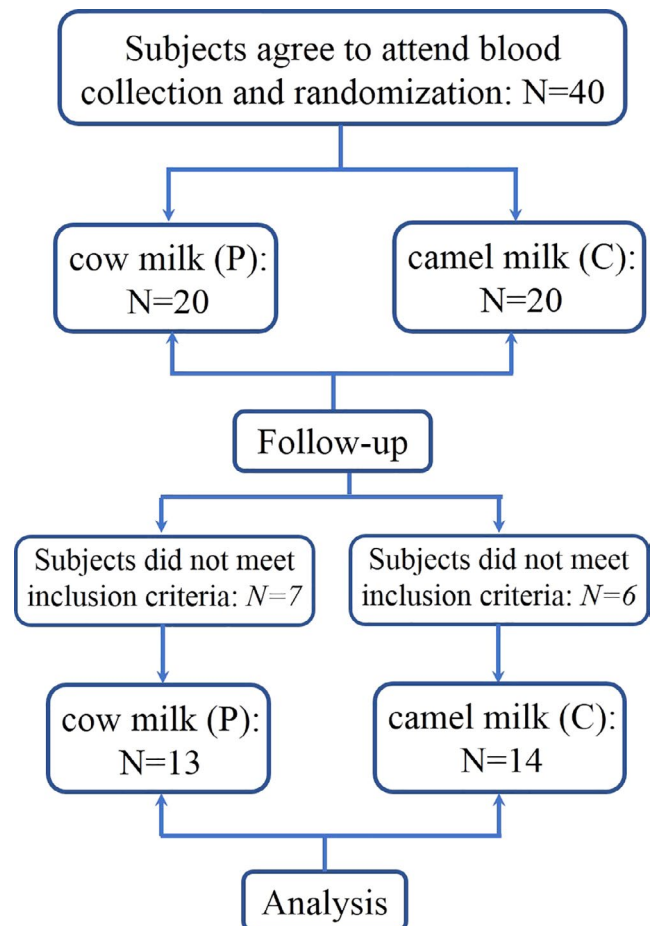 Subjects agree to attend blood
collection and randomization: N=40
cow milk (P):
N=20
camel milk (C):
N=20
Follow-up
Subjects did not meet
inclusion criteria: N=7
Subjects did not meet
inclusion criteria: N=6
cow milk (P):
N=13
camel milk (C):
N=14
Analysis